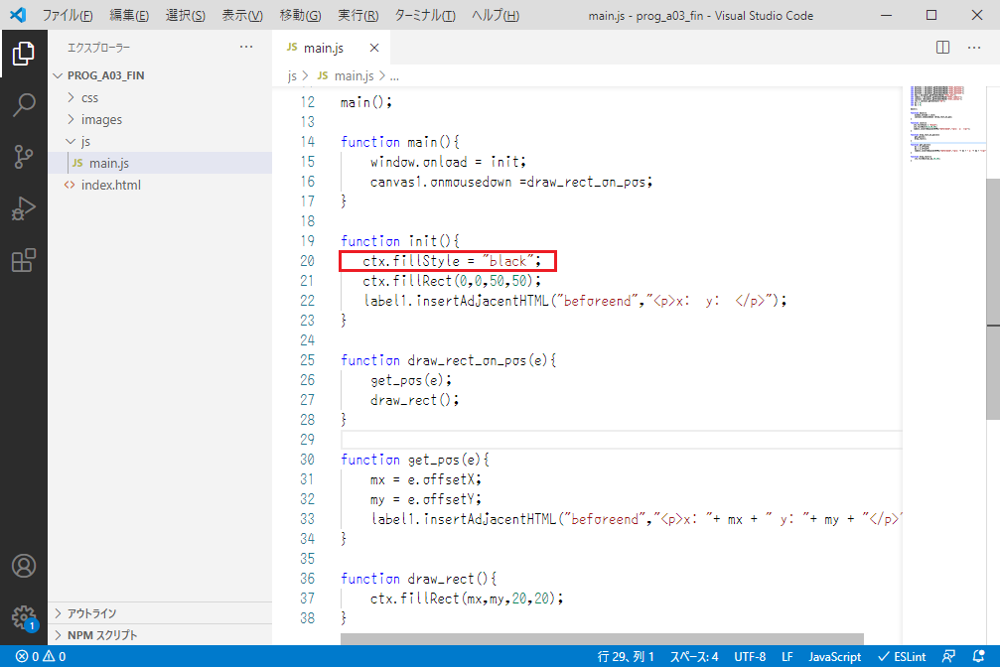 ファイル(F) 編集(E) 選択(S) 表示(V) 移動(G) 実行(R) ターミナル(T) ヘルプ(H) main.js - prog_a03_fin - Visual Studio Code
エクスプローラー ...
PROG_A03_FIN
css
images
js
JS main.js
<> index.html
アウトライン
NPM スクリプト
JS main.js
js > JS main.js > ...
12 main();
13
14 function main(){
15 window.onload = init;
16 canvas1.onmousedown =draw_rect_on_pos;
17 }
18
19 function init(){
20 ctx.fillStyle = "black";
21 ctx.fillRect(0,0,50,50);
22 label1.insertAdjacentHTML("beforeend","<p>x: y: </p>");
23 }
24
25 function draw_rect_on_pos(e){
26 get_pos(e);
27 draw_rect();
28 }
29
30 function get_pos(e){
31 mx = e.offsetX;
32 my = e.offsetY;
33 label1.insertAdjacentHTML("beforeend","<p>x: "+ mx + " y: "+ my + "</p>"
34 }
35
36 function draw_rect(){
37 ctx.fillRect(mx,my,20,20);
38 }
1
0 0 行 29、列 1 スペース: 4 UTF-8 LF JavaScript ESLint